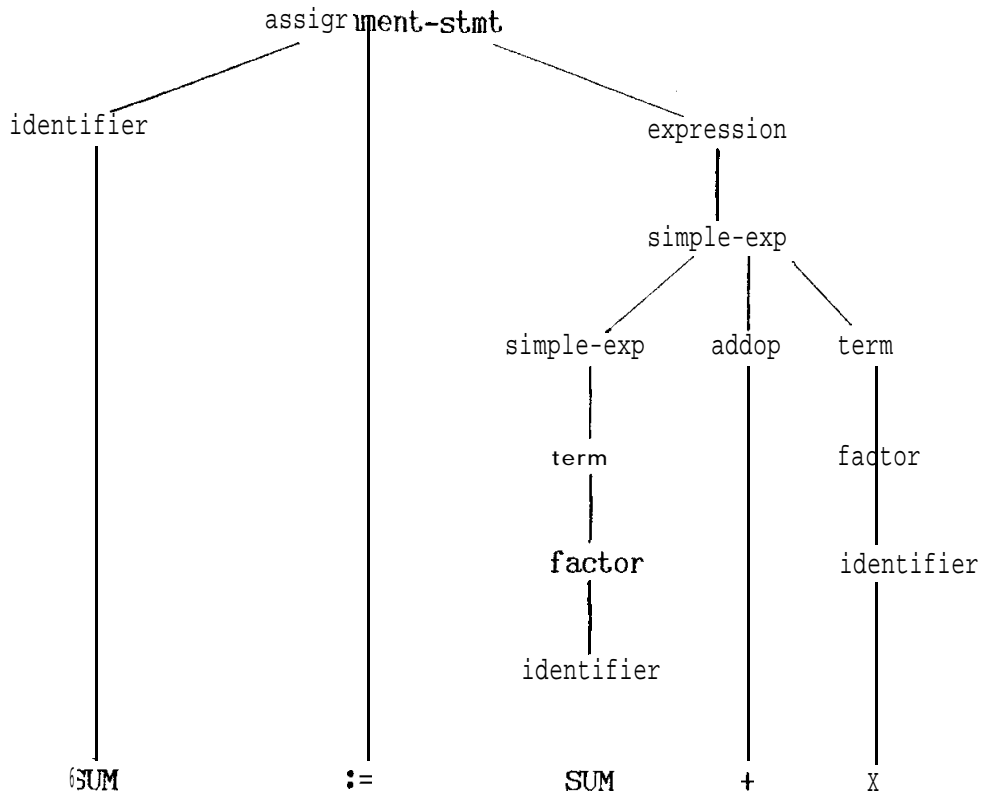 assignment-stmt
identifier expression
simple-exp
simple-exp addop term
term factor
factor identifier
identifier
SUM := SUM + X